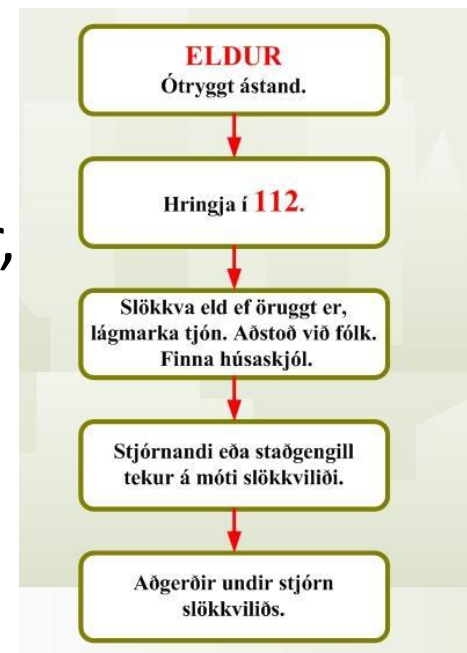 ELDUR
Ótryggt ástand.
Hringja í 112.
Slökkva eld ef öruggt er,
lágmarka tjón. Aðstoð við fólk.
Finna húsaskjól.
Stjórnandi eða staðgengill
tekur á móti slökkviliði.
Aðgerðir undir stjórn
slökkviliðs.